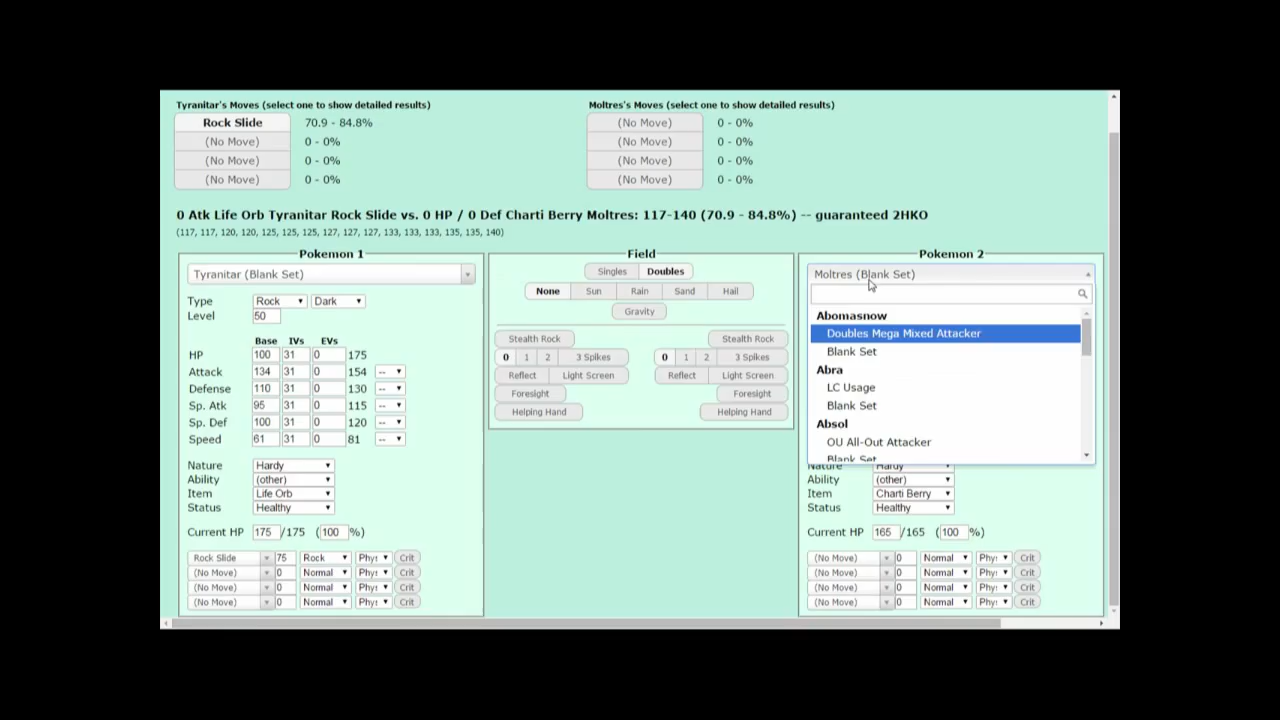 Tyranitar's Moves (select one to show detailed results)
Rock Slide 70.9 - 84.8%
(No Move) 0 - 0%
(No Move) 0 - 0%
(No Move) 0 - 0%
Moltres's Moves (select one to show detailed results)
(No Move) 0 - 0%
(No Move) 0 - 0%
(No Move) 0 - 0%
(No Move) 0 - 0%
0 Atk Life Orb Tyranitar Rock Slide vs. 0 HP / 0 Def Charti Berry Moltres: 117-140 (70.9 - 84.8%) -- guaranteed 2HKO
(117, 117, 120, 120, 125, 125, 125, 127, 127, 127, 133, 133, 133, 135, 135, 140)
Pokemon 1
Tyranitar (Blank Set)
Type Rock Dark
Level 50
Base IVs EVs
HP 100 31 0 175
Attack 134 31 0 154 --
Defense 110 31 0 130 --
Sp. Atk 95 31 0 115 --
Sp. Def 100 31 0 120 --
Speed 61 31 0 81 --
Nature Hardy
Ability (other)
Item Life Orb
Status Healthy
Current HP 175 /175 ( 100 %)
Rock Slide 75 Rock Phy: Crit
(No Move) 0 Normal Phy: Crit
(No Move) 0 Normal Phy: Crit
(No Move) 0 Normal Phy: Crit
Field
Singles Doubles
None Sun Rain Sand Hail
Gravity
Stealth Rock Stealth Rock
0 1 2 3 Spikes 0 1 2 3 Spikes
Reflect Light Screen Reflect Light Screen
Foresight Foresight
Helping Hand Helping Hand
Pokemon 2
Moltres (Blank Set)
Abomasnow
Doubles Mega Mixed Attacker
Blank Set
Abra
LC Usage
Blank Set
Absol
OU All-Out Attacker
Blank Set
Nature Hardy
Ability (other)
Item Charti Berry
Status Healthy
Current HP 165 /165 ( 100 %)
(No Move) 0 Normal Phy: Crit
(No Move) 0 Normal Phy: Crit
(No Move) 0 Normal Phy: Crit
(No Move) 0 Normal Phy: Crit